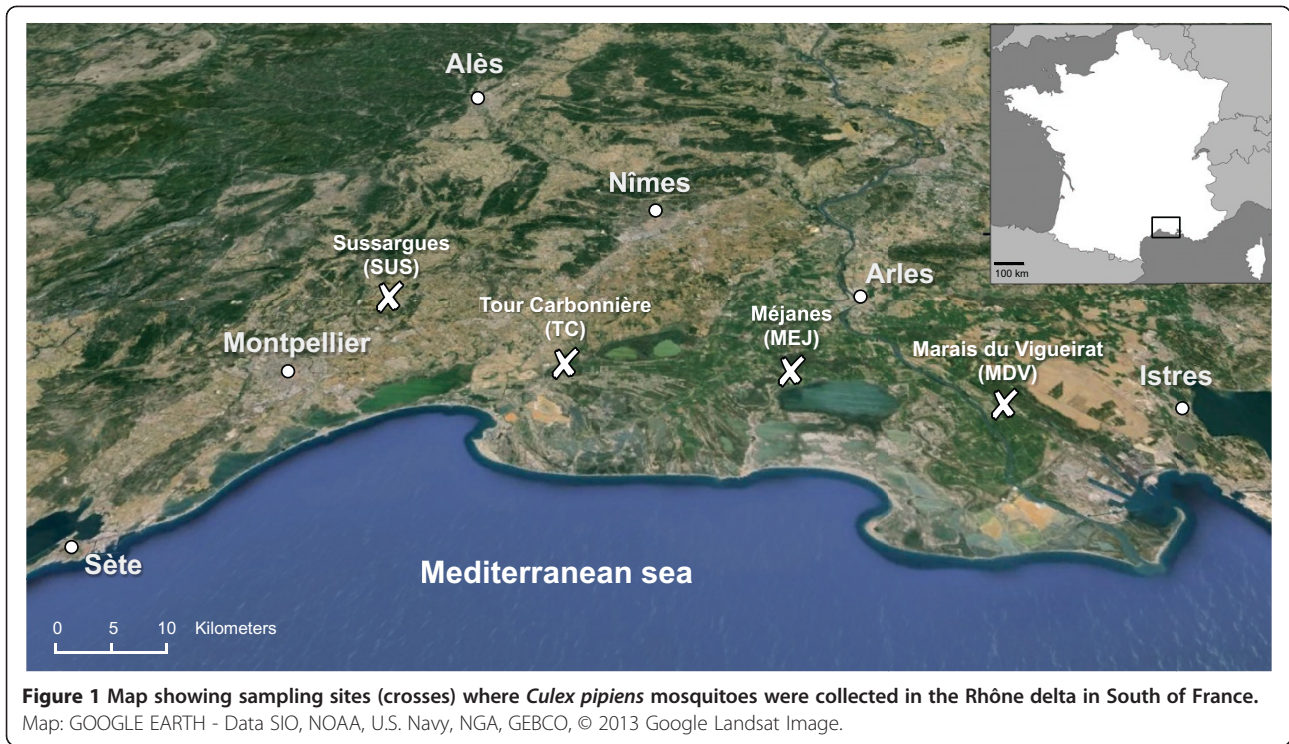 Alès
Nîmes
Sussargues
(SUS)
Tour Carbonnière
(TC)
Méjanes
(MEJ)
Arles
Marais du Vigueirat
(MDV)
Istres
Montpellier
Sète
Mediterranean sea
0 5 10 Kilometers
100 km
Figure 1 Map showing sampling sites (crosses) where Culex pipiens mosquitoes were collected in the Rhône delta in South of France.
Map: GOOGLE EARTH - Data SIO, NOAA, U.S. Navy, NGA, GEBCO, © 2013 Google Landsat Image.